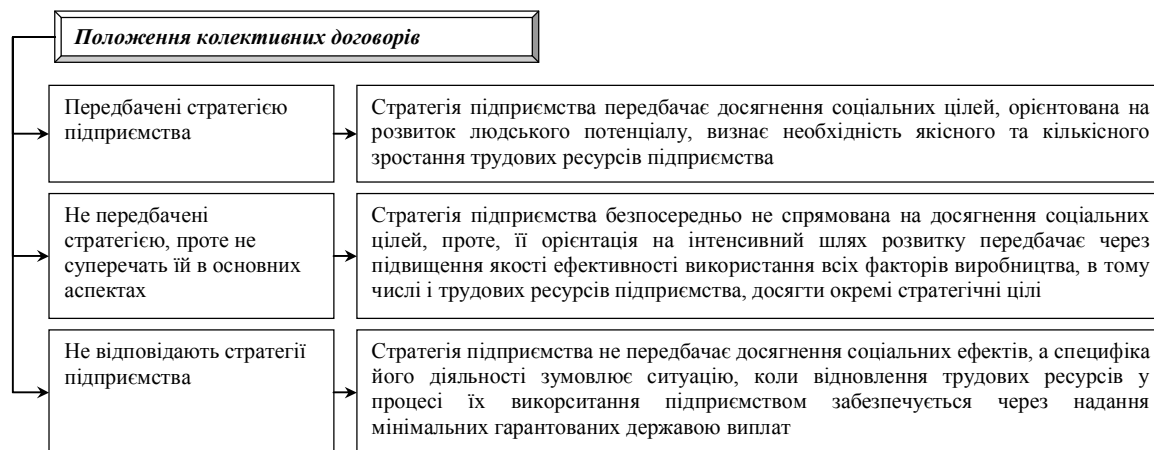 Положення колективних договорів
Передбачені стратегією
підприємства
Стратегія підприємства передбачає досягнення соціальних цілей, орієнтована на
розвиток людського потенціалу, визнає необхідність якісного та кількісного
зростання трудових ресурсів підприємства
Не передбачені
стратегією, проте не
суперечать їй в основних
аспектах
Стратегія підприємства безпосередньо не спрямована на досягнення соціальних
цілей, проте, її орієнтація на інтенсивний шлях розвитку передбачає через
підвищення якості ефективності використання всіх факторів виробництва, в тому
числі і трудових ресурсів підприємства, досягти окремі стратегічні цілі
Не відповідають стратегії
підприємства
Стратегія підприємства не передбачає досягнення соціальних ефектів, а специфіка
його діяльності зумовлює ситуацію, коли відновлення трудових ресурсів у
процесі їх викорситання підприємством забезпечується через надання
мінімальних гарантованих державою виплат